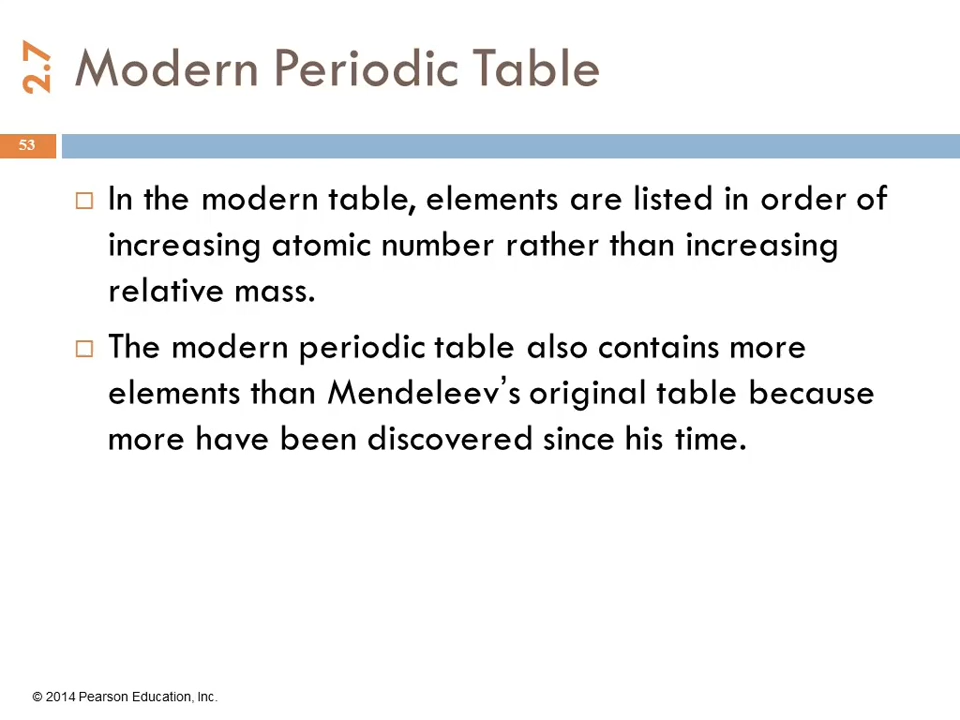 2.7
Modern Periodic Table
53
In the modern table, elements are listed in order of
increasing atomic number rather than increasing
relative mass.
The modern periodic table also contains more
elements than Mendeleev’s original table because
more have been discovered since his time.
© 2014 Pearson Education, Inc.